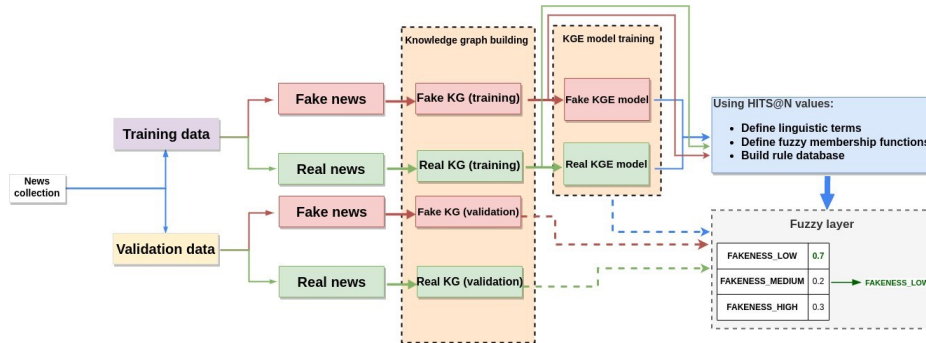 Knowledge graph building
KGE model training
Fake news
Fake KG (training)
Fake KGE model
Training data
Real news
Real KG (training)
Real KGE model
Using HITS@N values:
• Define linguistic terms
• Define fuzzy membership functions
• Build rule database
News
collection
Fake news
Fake KG (validation)
Validation data
Real news
Real KG (validation)
Fuzzy layer
FAKENESS_LOW 0.7
FAKENESS_MEDIUM 0.2
FAKENESS_LOW
FAKENESS_HIGH 0.3